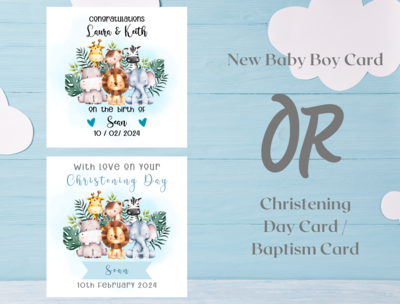 Congratulations
Laura & Keith
on the birth of
Sean
10 / 02/ 2024
With love on your
Christening Day
Sean
10th February 2024
New Baby Boy Card
OR
Christening
Day Card /
Baptism Card